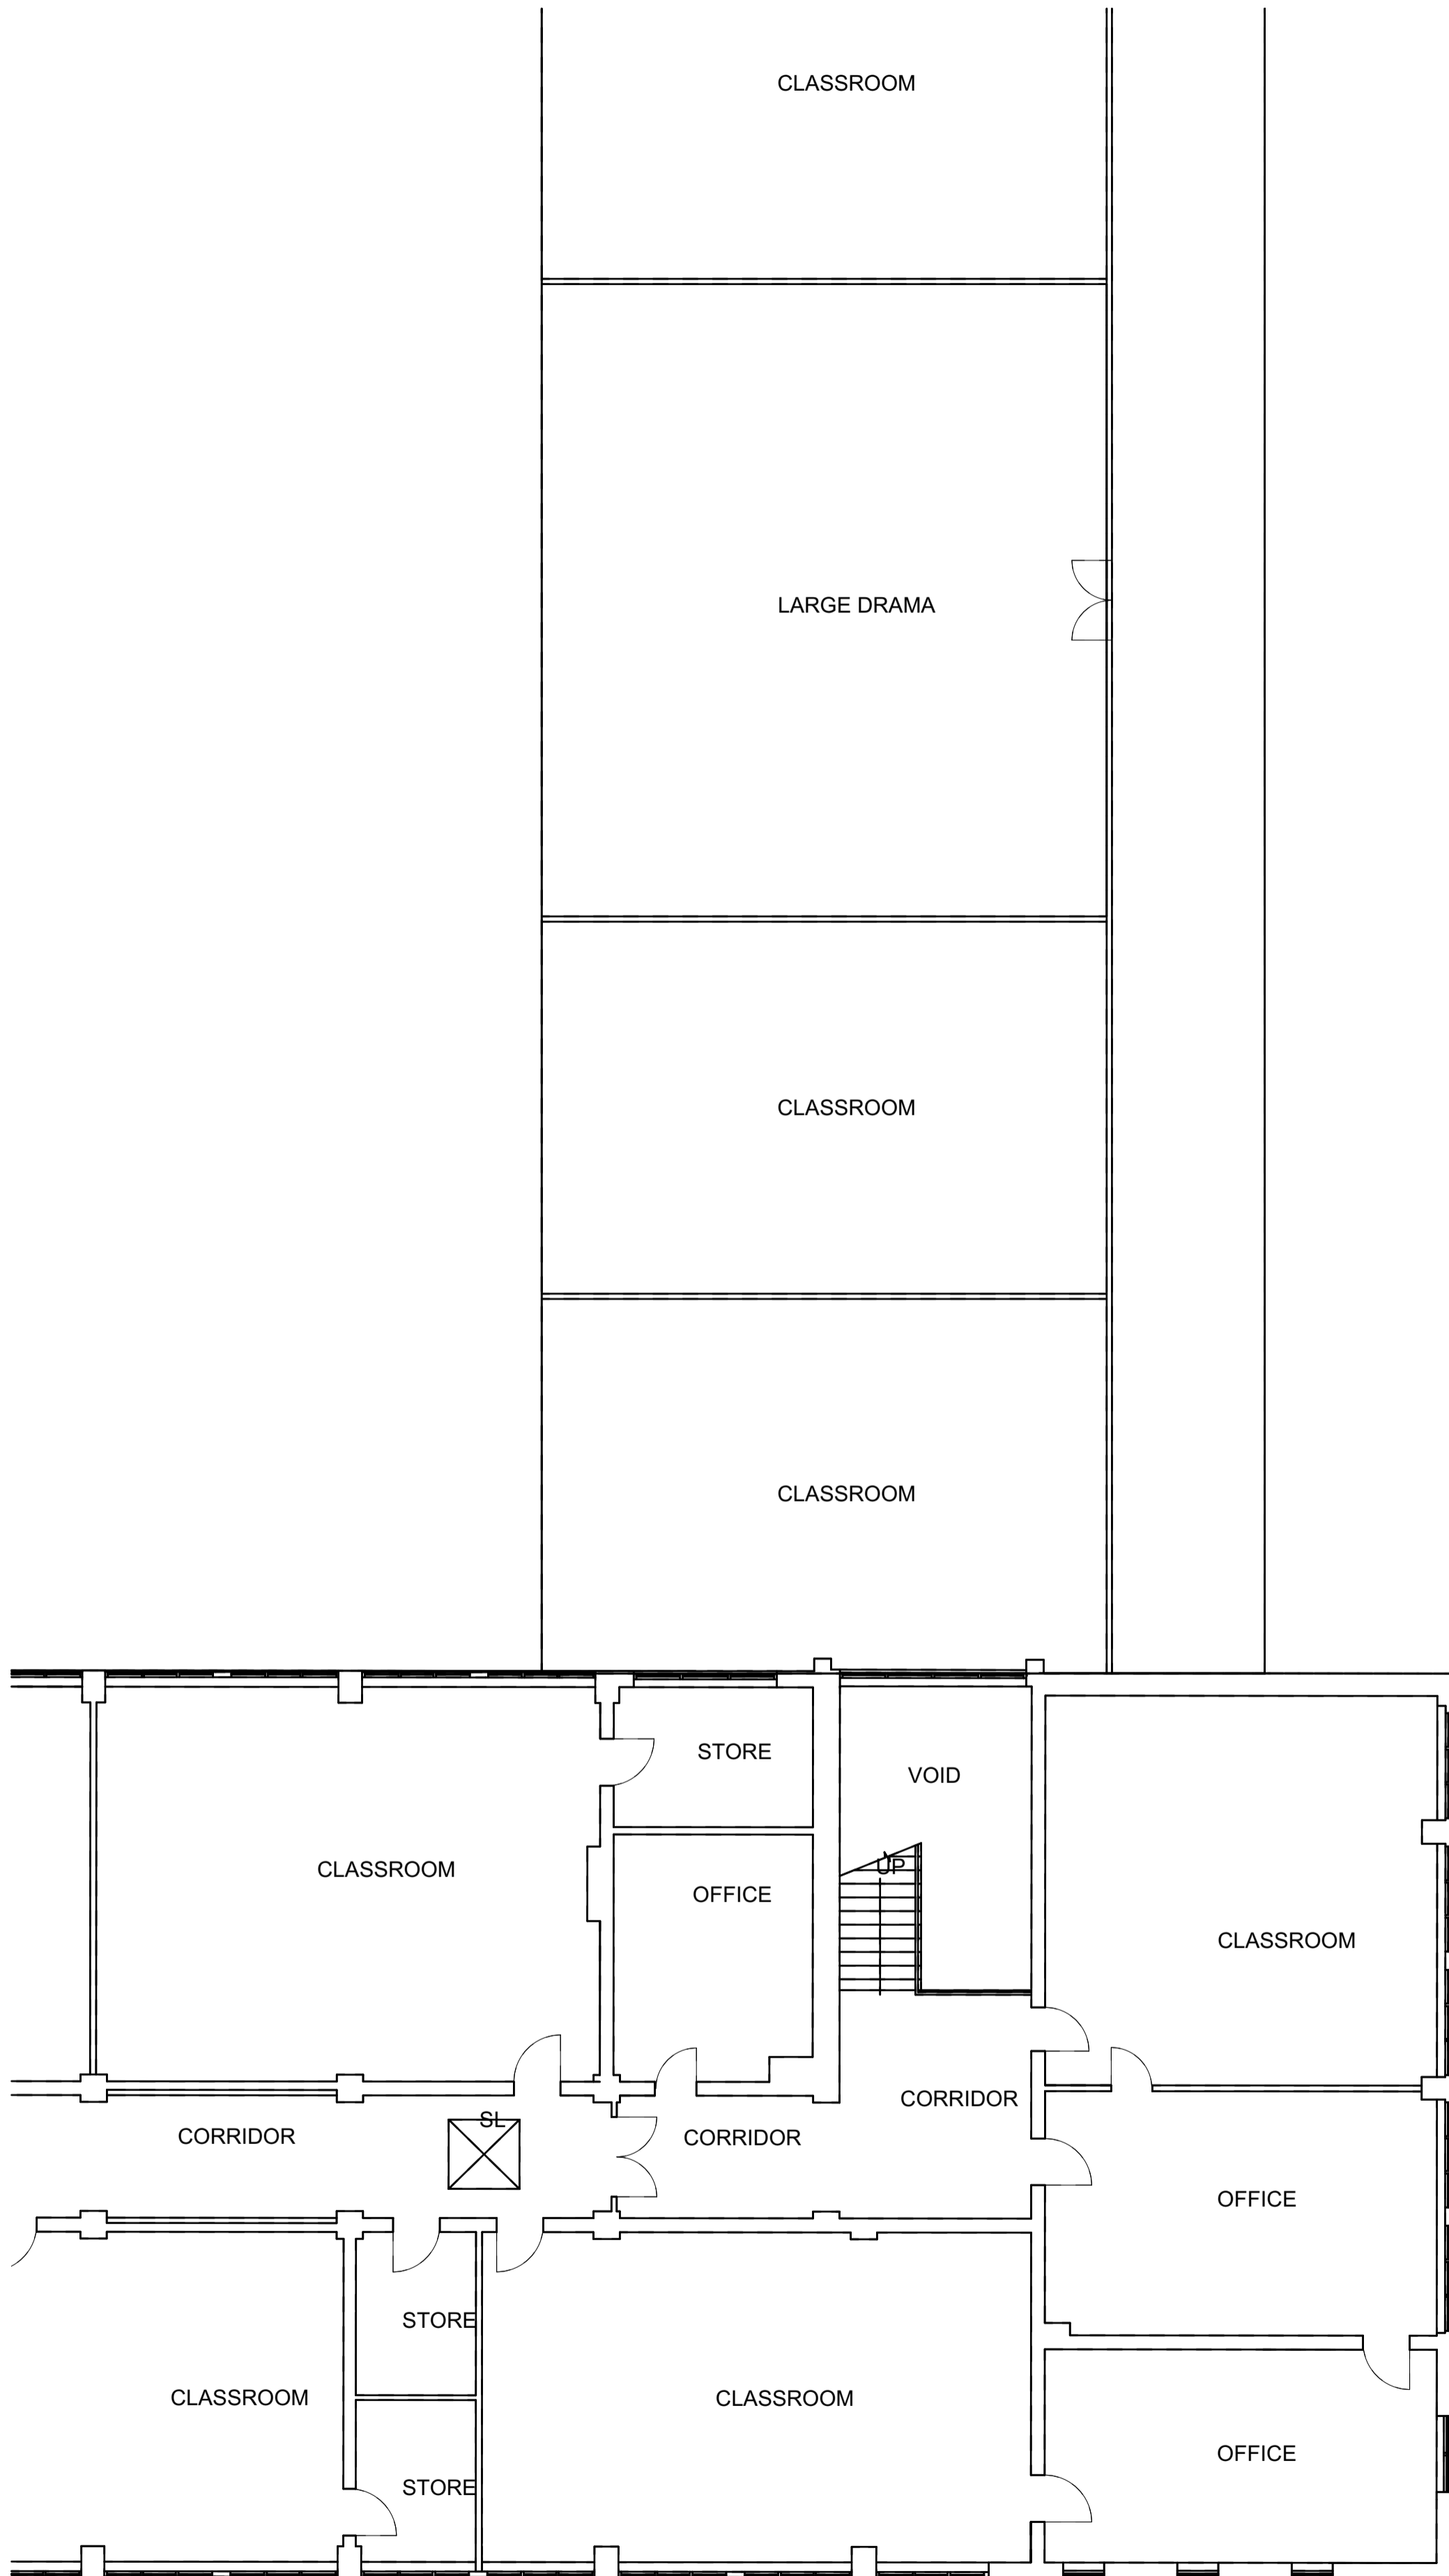 CLASSROOM
LARGE DRAMA
CLASSROOM
CLASSROOM
STORE
VOID
CLASSROOM
UP
OFFICE
CLASSROOM
CORRIDOR
SL
CORRIDOR
CORRIDOR
OFFICE
STORE
CLASSROOM
CLASSROOM
OFFICE
STORE